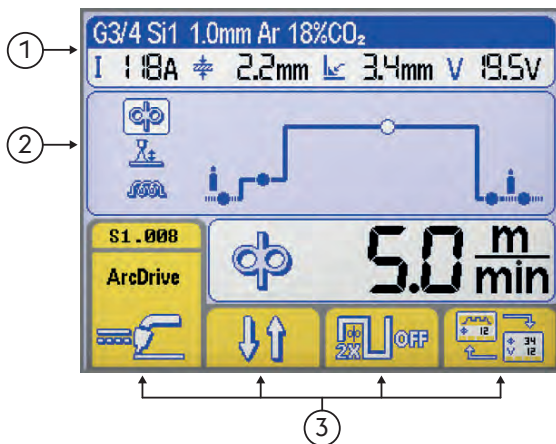 G3/4 Si1 1.0mm Ar 18%CO₂
I 118A 2.2mm 3.4mm V 19.5V
S1.008
ArcDrive
5.0 m/min
2X OFF
12
34
V 12
1
2
3